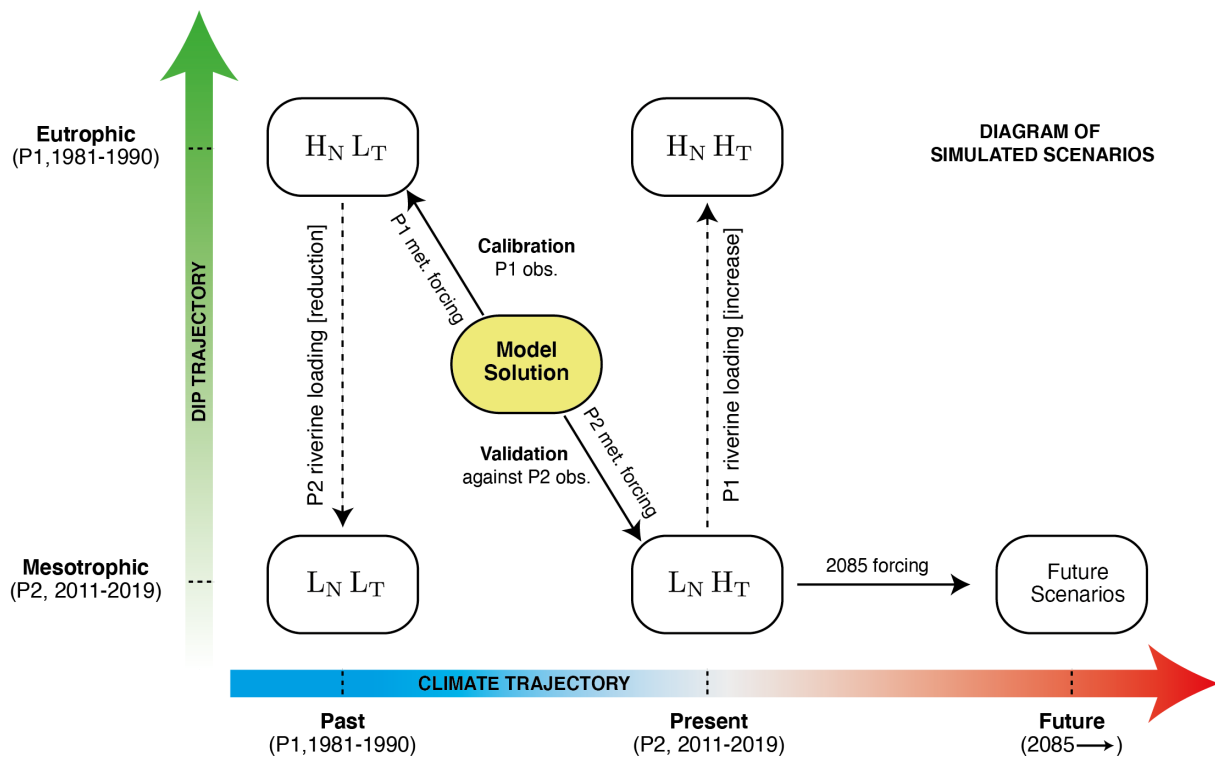 DIAGRAM OF
SIMULATED SCENARIOS
Eutrophic
(P1,1981-1990)
H_N L_T
H_N H_T
P1 met. forcing
Calibration
P1 obs.
P2 riverine loading [reduction]
P1 riverine loading [increase]
DIP TRAJECTORY
Model
Solution
P2 met. forcing
Validation
against P2 obs.
Mesotrophic
(P2, 2011-2019)
L_N L_T
L_N H_T
2085 forcing
Future
Scenarios
CLIMATE TRAJECTORY
Past
(P1,1981-1990)
Present
(P2, 2011-2019)
Future
(2085→)